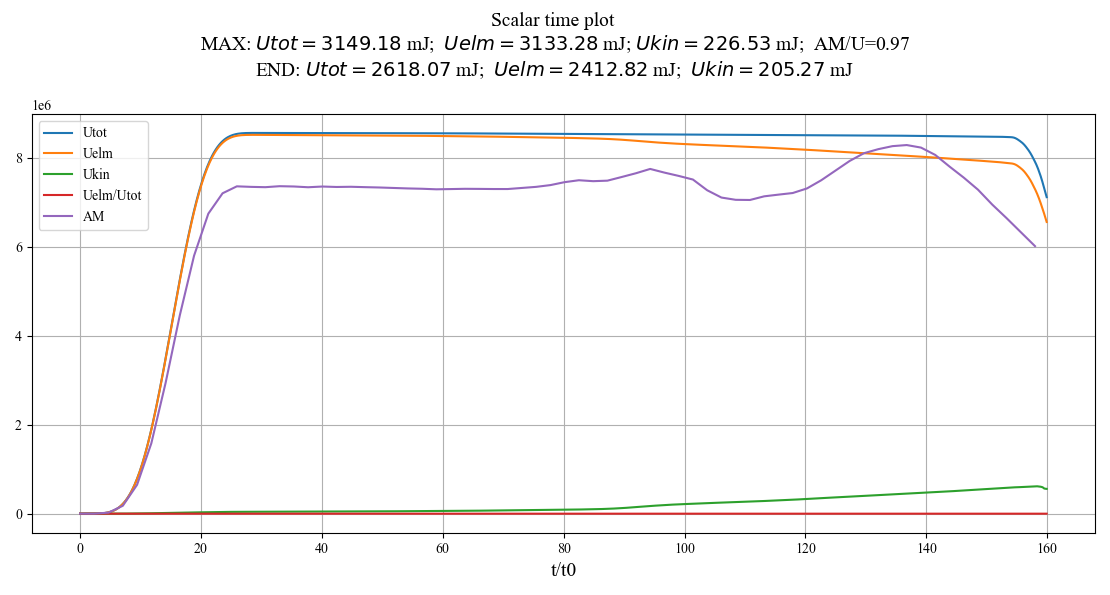 Scalar time plot
MAX: Utot = 3149.18 mJ; Uelm = 3133.28 mJ; Ukin = 226.53 mJ; AM/U=0.97
END: Utot = 2618.07 mJ; Uelm = 2412.82 mJ; Ukin = 205.27 mJ
1e6
Utot
Uelm
Ukin
Uelm/Utot
AM
8
6
4
2
0
0 20 40 60 80 100 120 140 160
t/t0